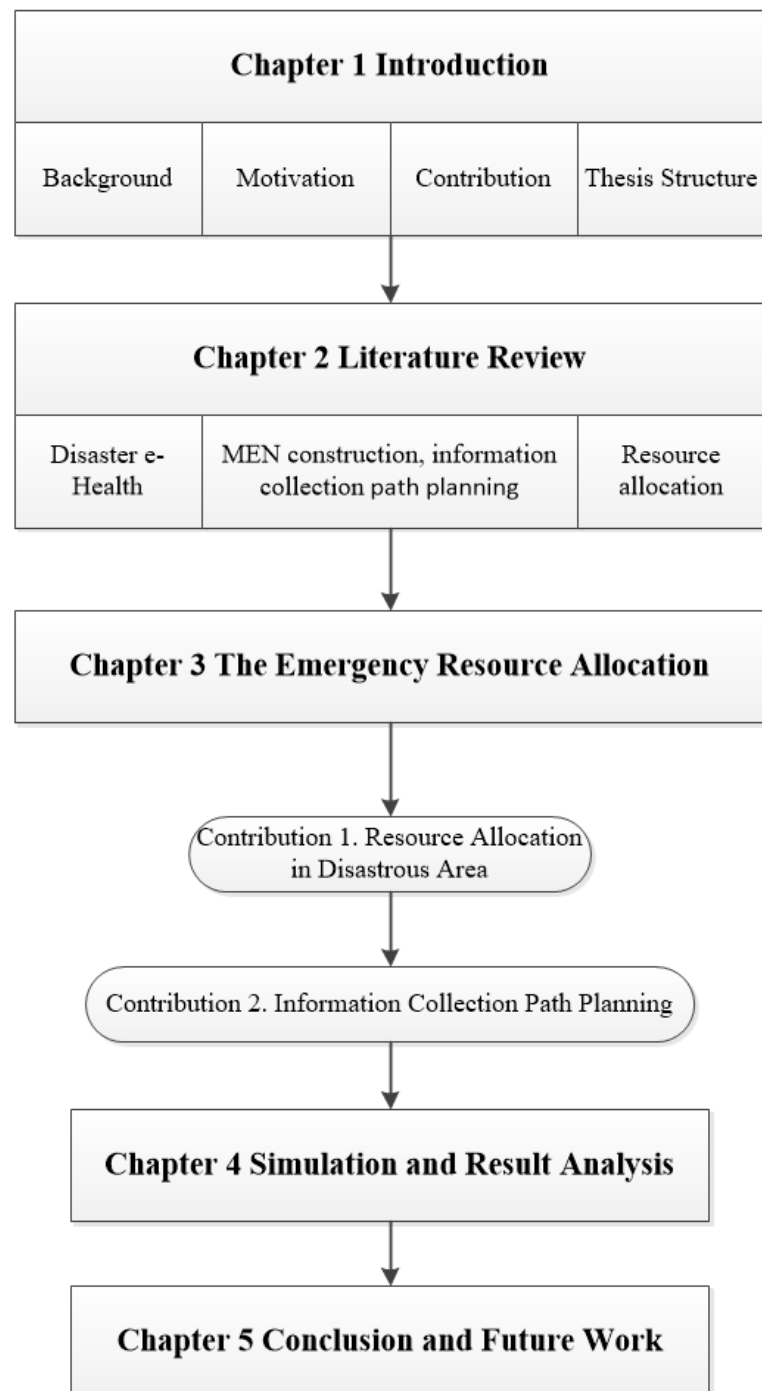 Chapter 1 Introduction
Background
Motivation
Contribution
Thesis Structure
Chapter 2 Literature Review
Disaster e-
Health
MEN construction, information
collection path planning
Resource
allocation
Chapter 3 The Emergency Resource Allocation
Contribution 1. Resource Allocation
in Disastrous Area
Contribution 2. Information Collection Path Planning
Chapter 4 Simulation and Result Analysis
Chapter 5 Conclusion and Future Work